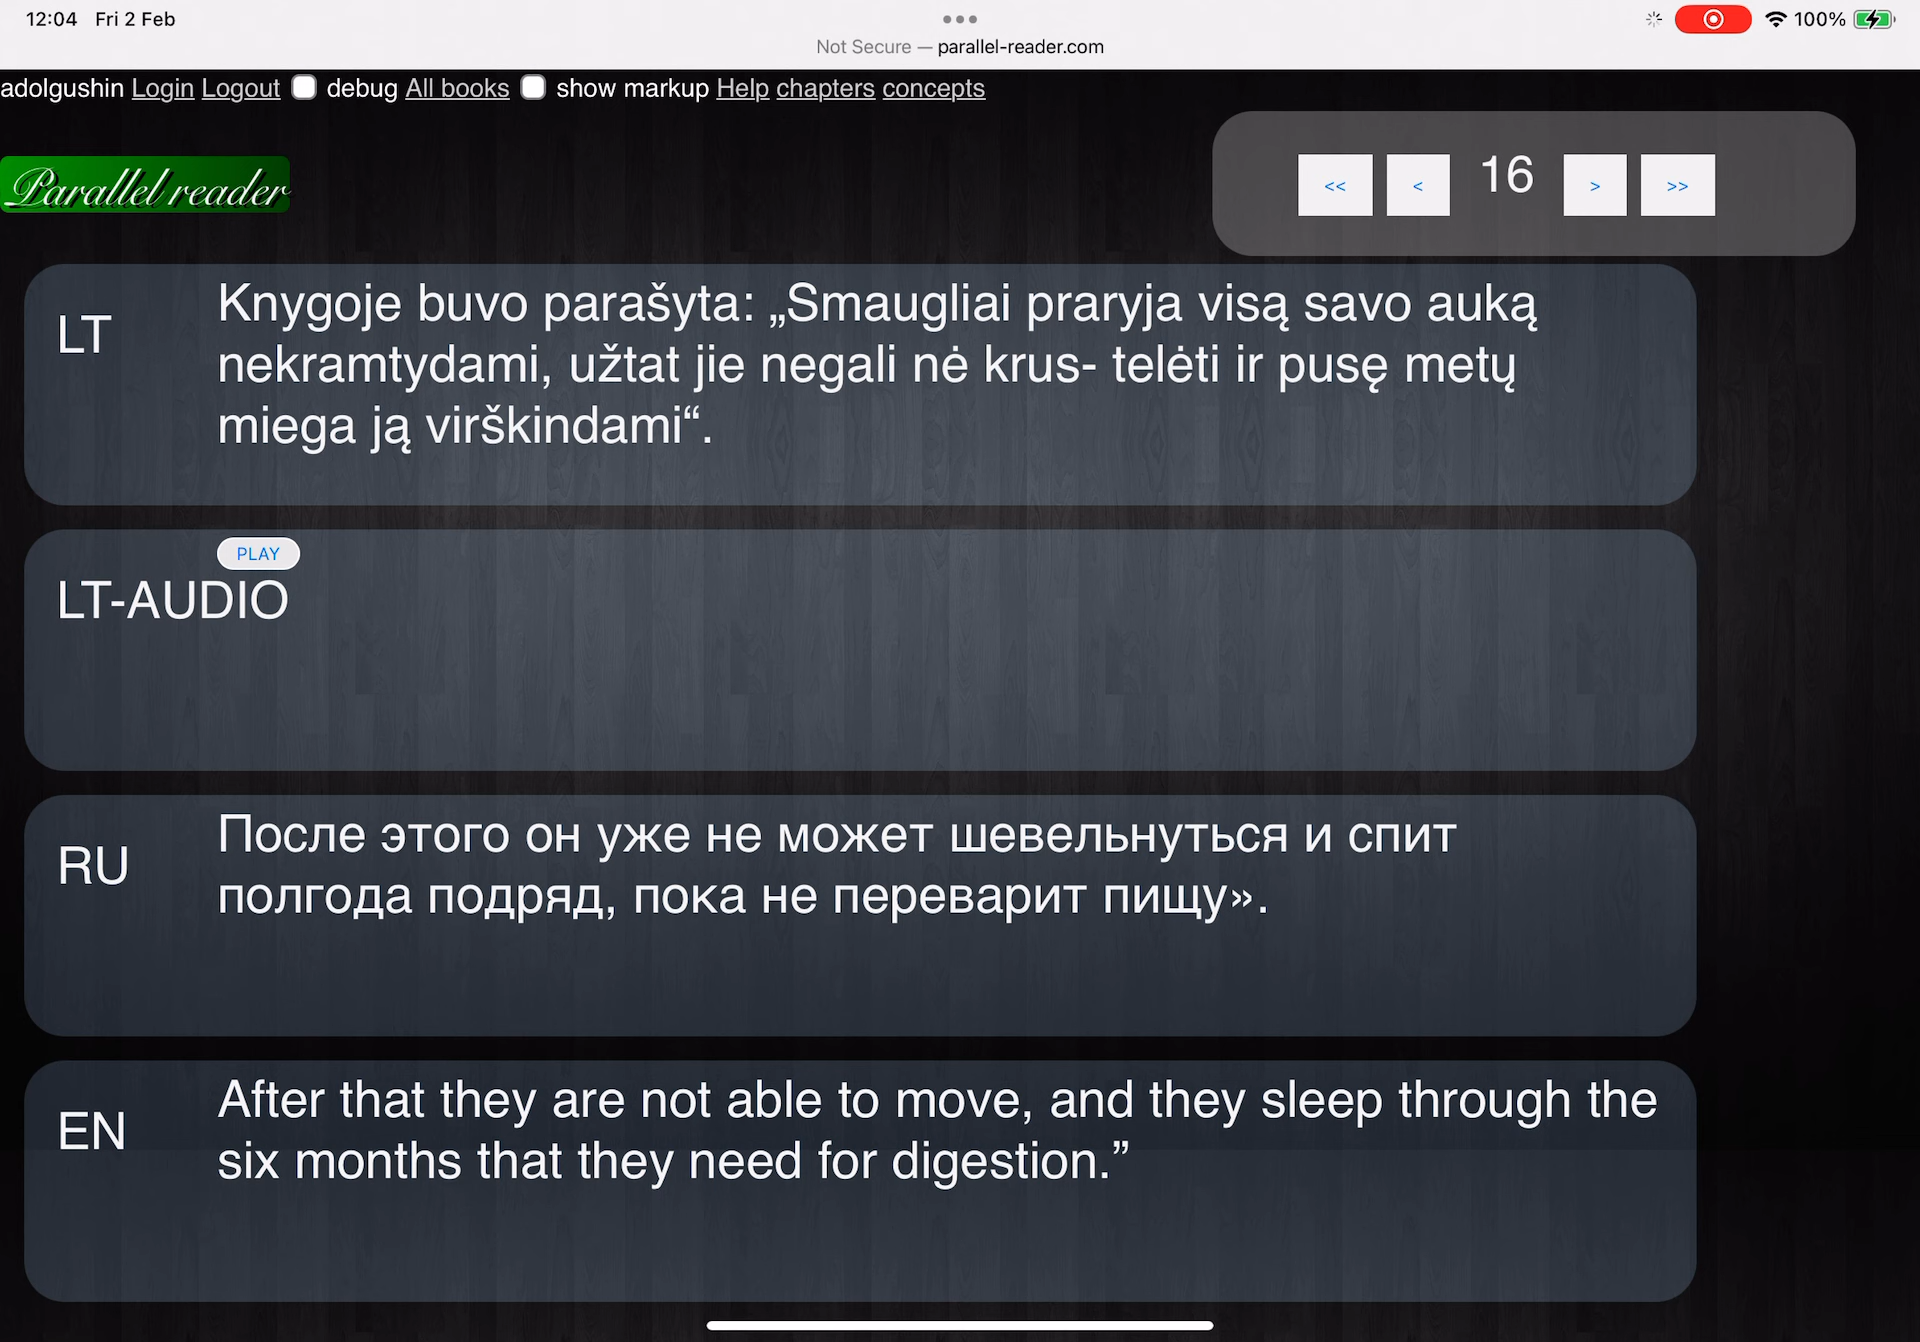 12:04 Fri 2 Feb
100%
Not Secure — parallel-reader.com
adolgushin Login Logout debug All books show markup Help chapters concepts
Parallel reader
<< < 16 > >>
LT
Knygoje buvo parašyta: „Smaugliai praryja visą savo auką
nekramtydami, užtat jie negali nė krus- telėti ir pusę metų
miega ją virškindami“.
PLAY
LT-AUDIO
RU
После этого он уже не может шевельнуться и спит
полгода подряд, пока не переварит пищу».
EN
After that they are not able to move, and they sleep through the
six months that they need for digestion.”